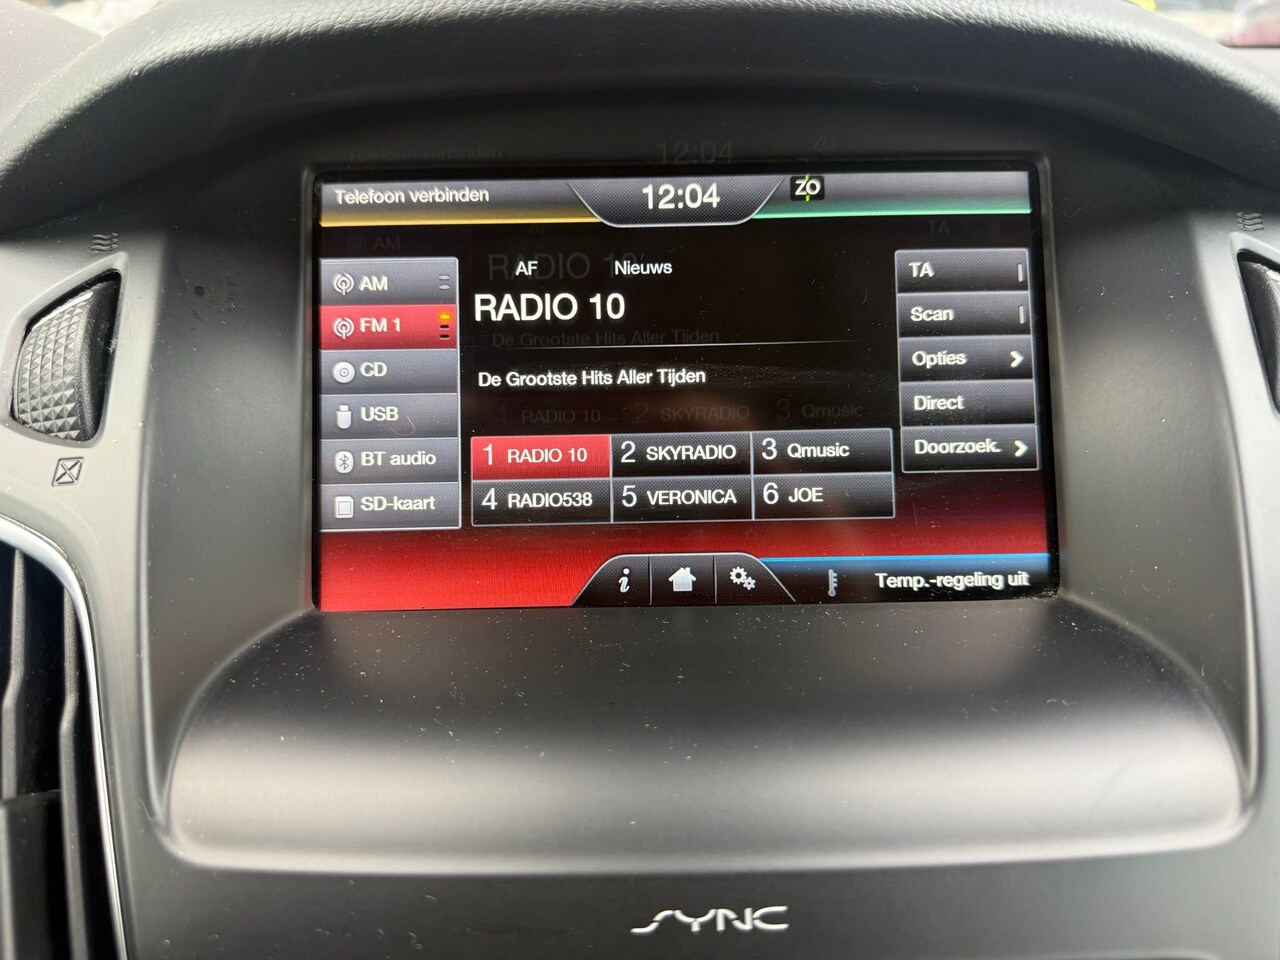 Telefoon verbinden
12:04
ZO
AM
FM 1
CD
USB
BT audio
SD-kaart
AF Nieuws
RADIO 10
De Grootste Hits Aller Tijden
1 RADIO 10
2 SKYRADIO
3 Qmusic
4 RADIO538
5 VERONICA
6 JOE
TA
Scan
Opties
Direct
Doorzoek.
i
Temp.-regeling uit
SYNC